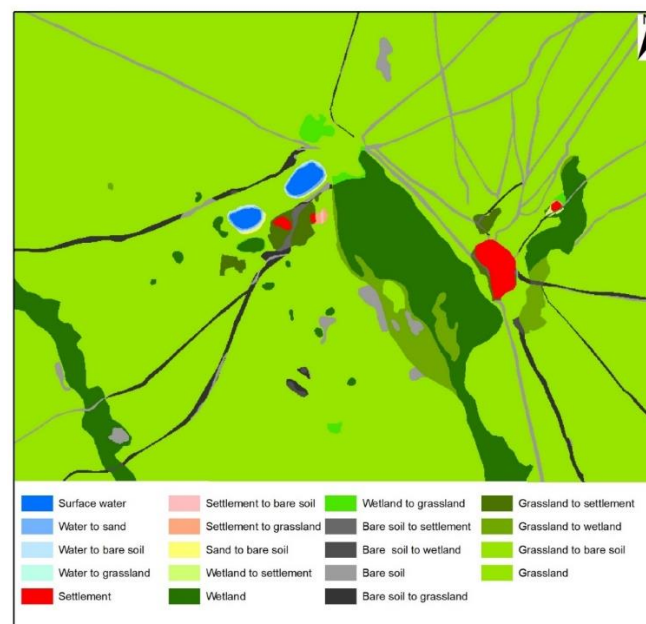 N
Surface water
Water to sand
Water to bare soil
Water to grassland
Settlement
Settlement to bare soil
Settlement to grassland
Sand to bare soil
Wetland to settlement
Wetland
Wetland to grassland
Bare soil to settlement
Bare soil to wetland
Bare soil
Bare soil to grassland
Grassland to settlement
Grassland to wetland
Grassland to bare soil
Grassland